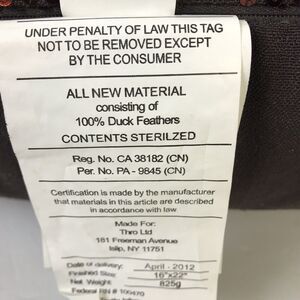 UNDER PENALTY OF LAW THIS TAG
NOT TO BE REMOVED EXCEPT
BY THE CONSUMER
ALL NEW MATERIAL
consisting of
100% Duck Feathers
CONTENTS STERILZED
Reg. No. CA 38182 (CN)
Per. No. PA - 9845 (CN)
Certification is made by the manufacturer
that materials in this article are described
in accordance with law
Made for:
Thro Ltd
161 Freeman Avenue
Islip, NY 11751
Date of delivery: April - 2012
Finished Size: 16"x22"
Net Weight: 825g
Federal RN # 100470